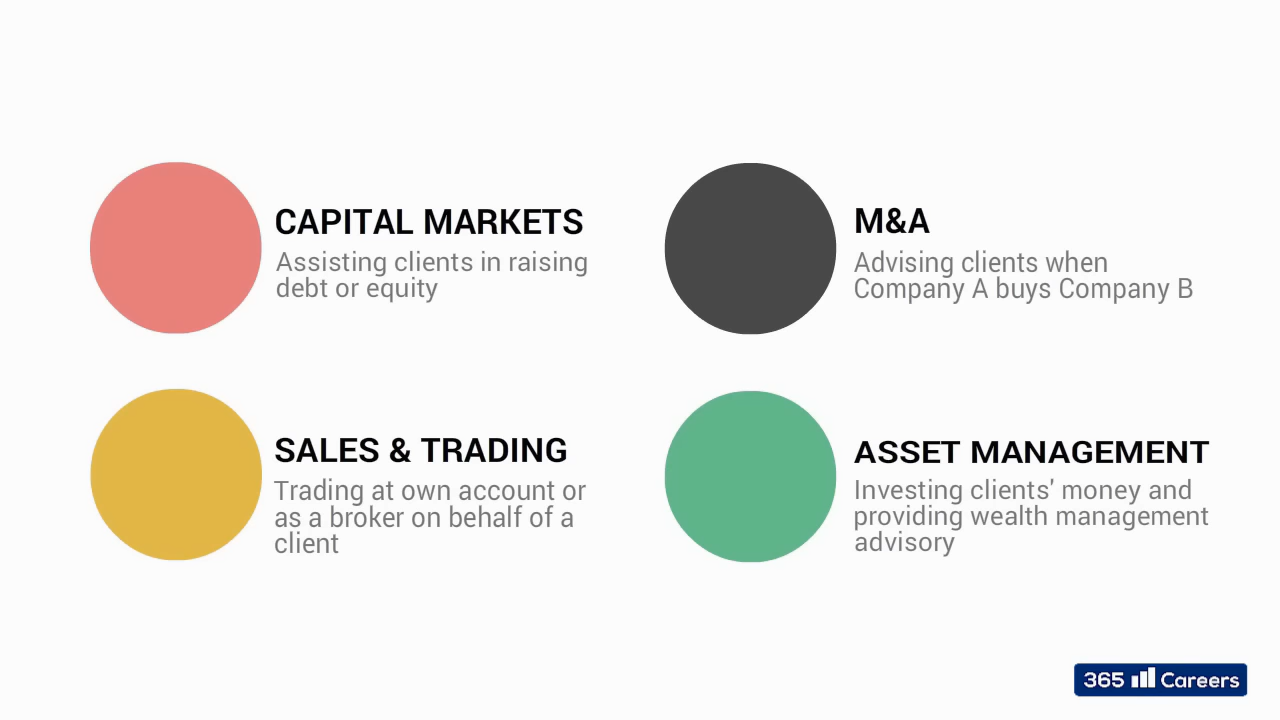 CAPITAL MARKETS
Assisting clients in raising
debt or equity
M&A
Advising clients when
Company A buys Company B
SALES & TRADING
Trading at own account or
as a broker on behalf of a
client
ASSET MANAGEMENT
Investing clients' money and
providing wealth management
advisory
365 Careers